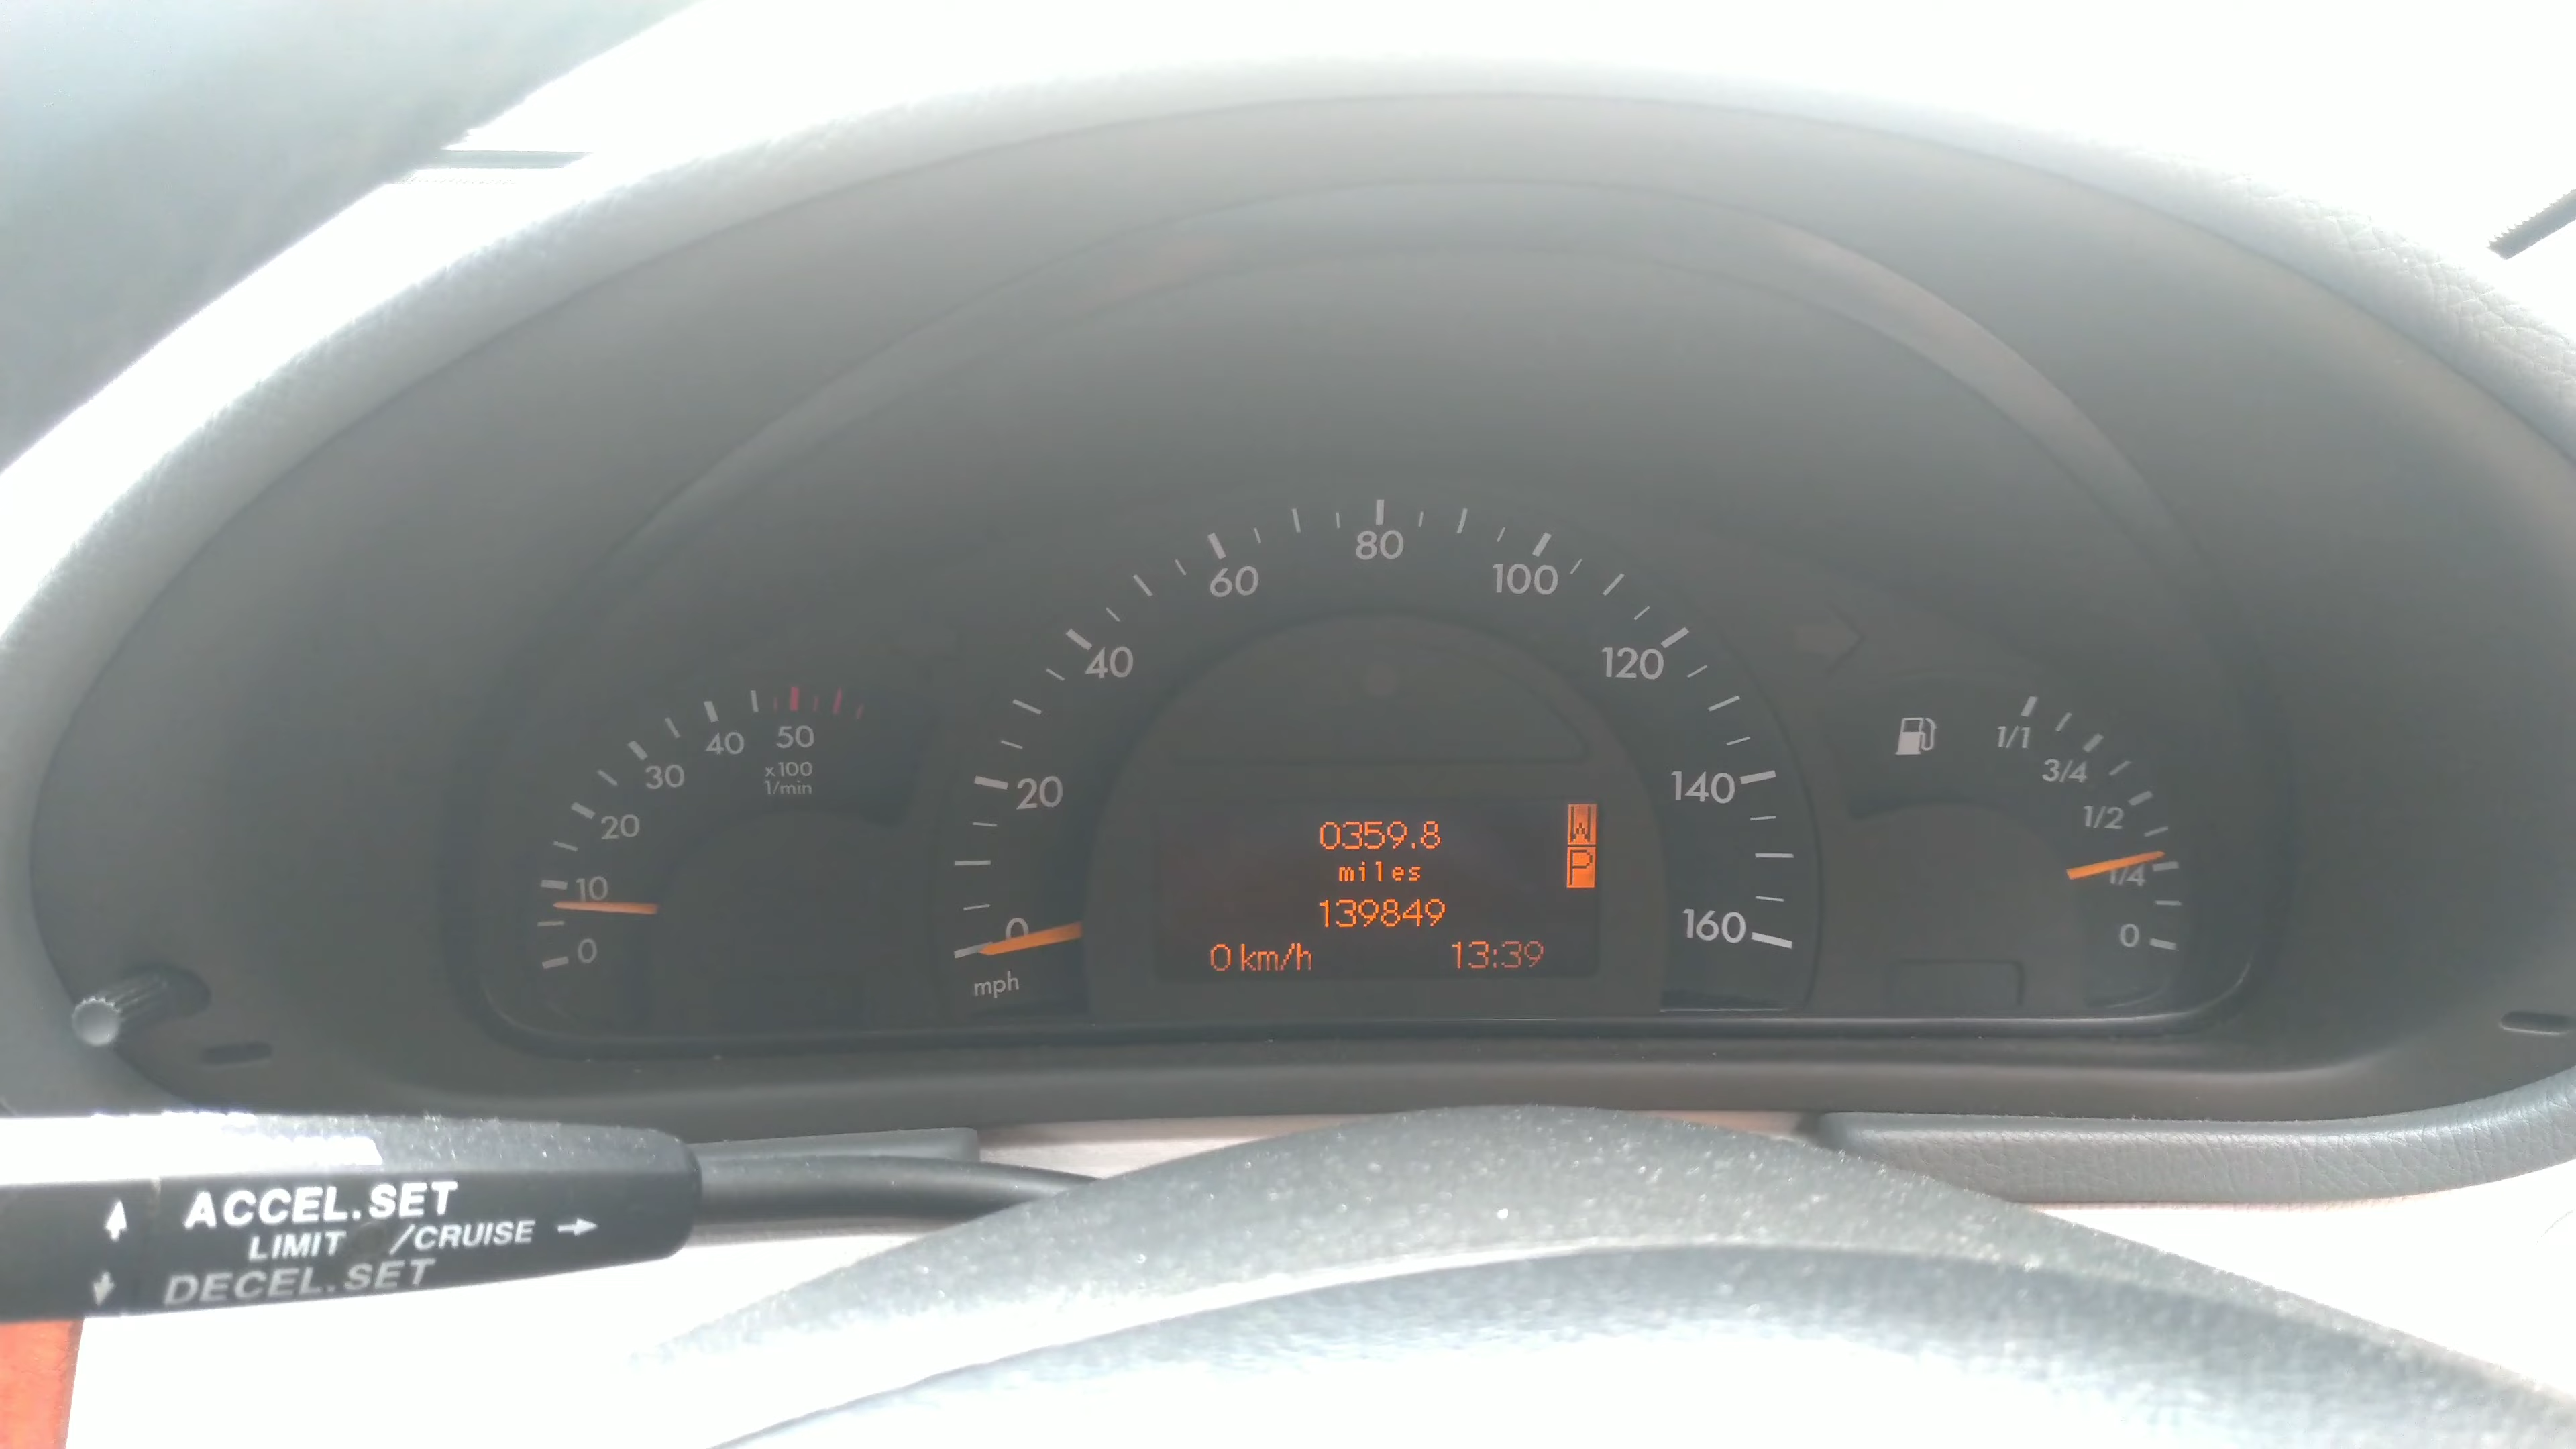 0
10
20
30
40
50
x100
1/min
0
20
40
60
80
100
120
140
160
mph
0359.8
miles
139849
0 km/h
13:39
W
P
1/1
3/4
1/2
1/4
0
ACCEL.SET
LIMIT /CRUISE →
DECEL.SET